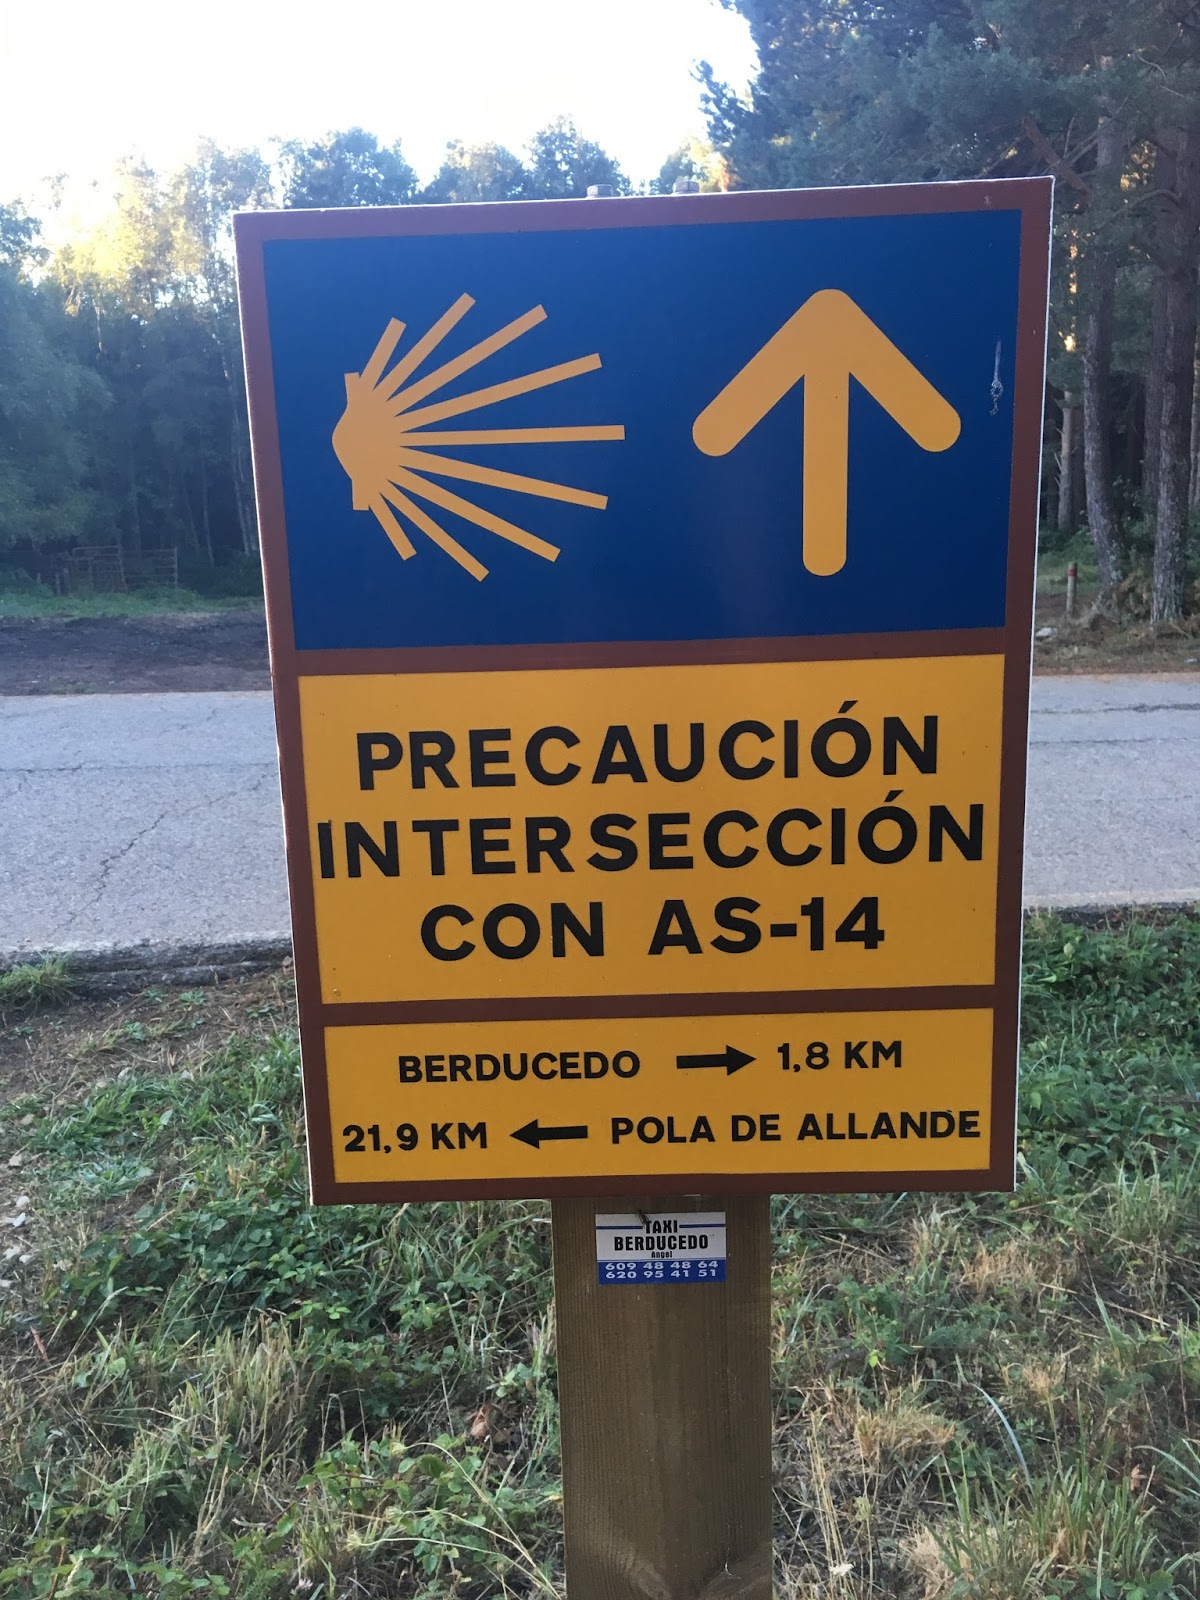 PRECAUCIÓN
INTERSECCIÓN
CON AS-14
BERDUCEDO → 1,8 KM
21,9 KM ← POLA DE ALLANDE
TAXI
BERDUCEDO
Angel
609 48 48 64
620 95 41 51